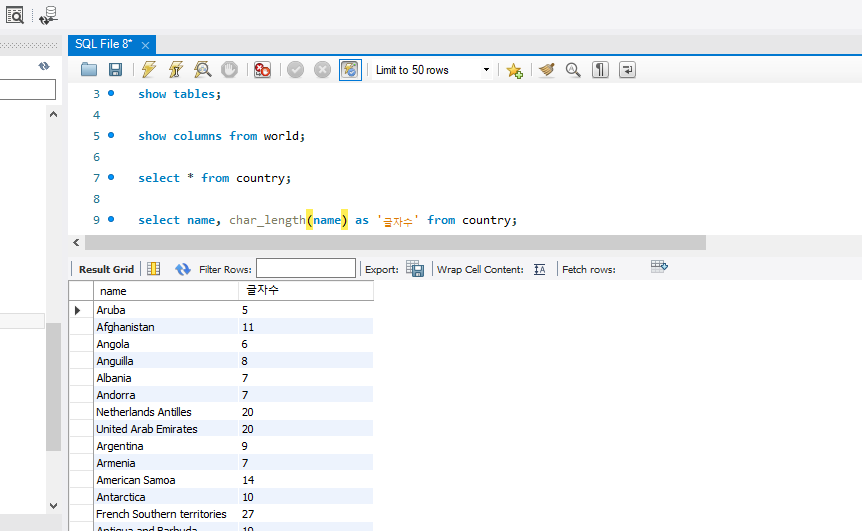 SQL File 8*
Limit to 50 rows
3 show tables;
4
5 show columns from world;
6
7 select * from country;
8
9 select name, char_length(name) as '글자수' from country;
Result Grid Filter Rows: Export: Wrap Cell Content: Fetch rows:
name 글자수
Aruba 5
Afghanistan 11
Angola 6
Anguilla 8
Albania 7
Andorra 7
Netherlands Antilles 20
United Arab Emirates 20
Argentina 9
Armenia 7
American Samoa 14
Antarctica 10
French Southern territories 27
Antigua and Barbuda 19